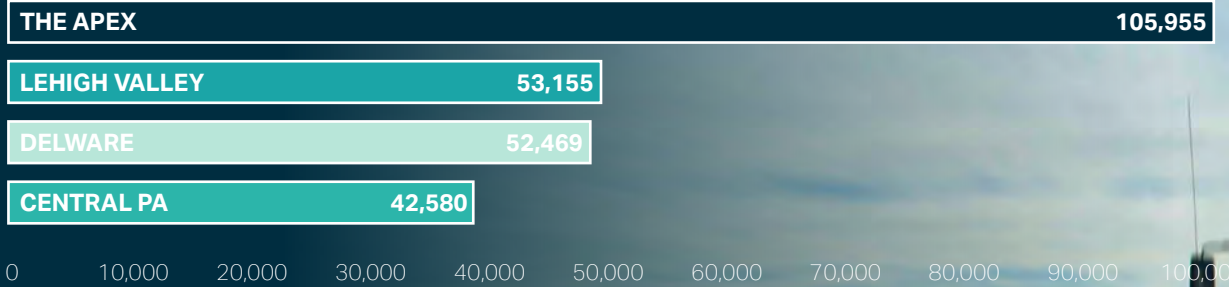 THE APEX 105,955
LEHIGH VALLEY 53,155
DELWARE 52,469
CENTRAL PA 42,580
0 10,000 20,000 30,000 40,000 50,000 60,000 70,000 80,000 90,000